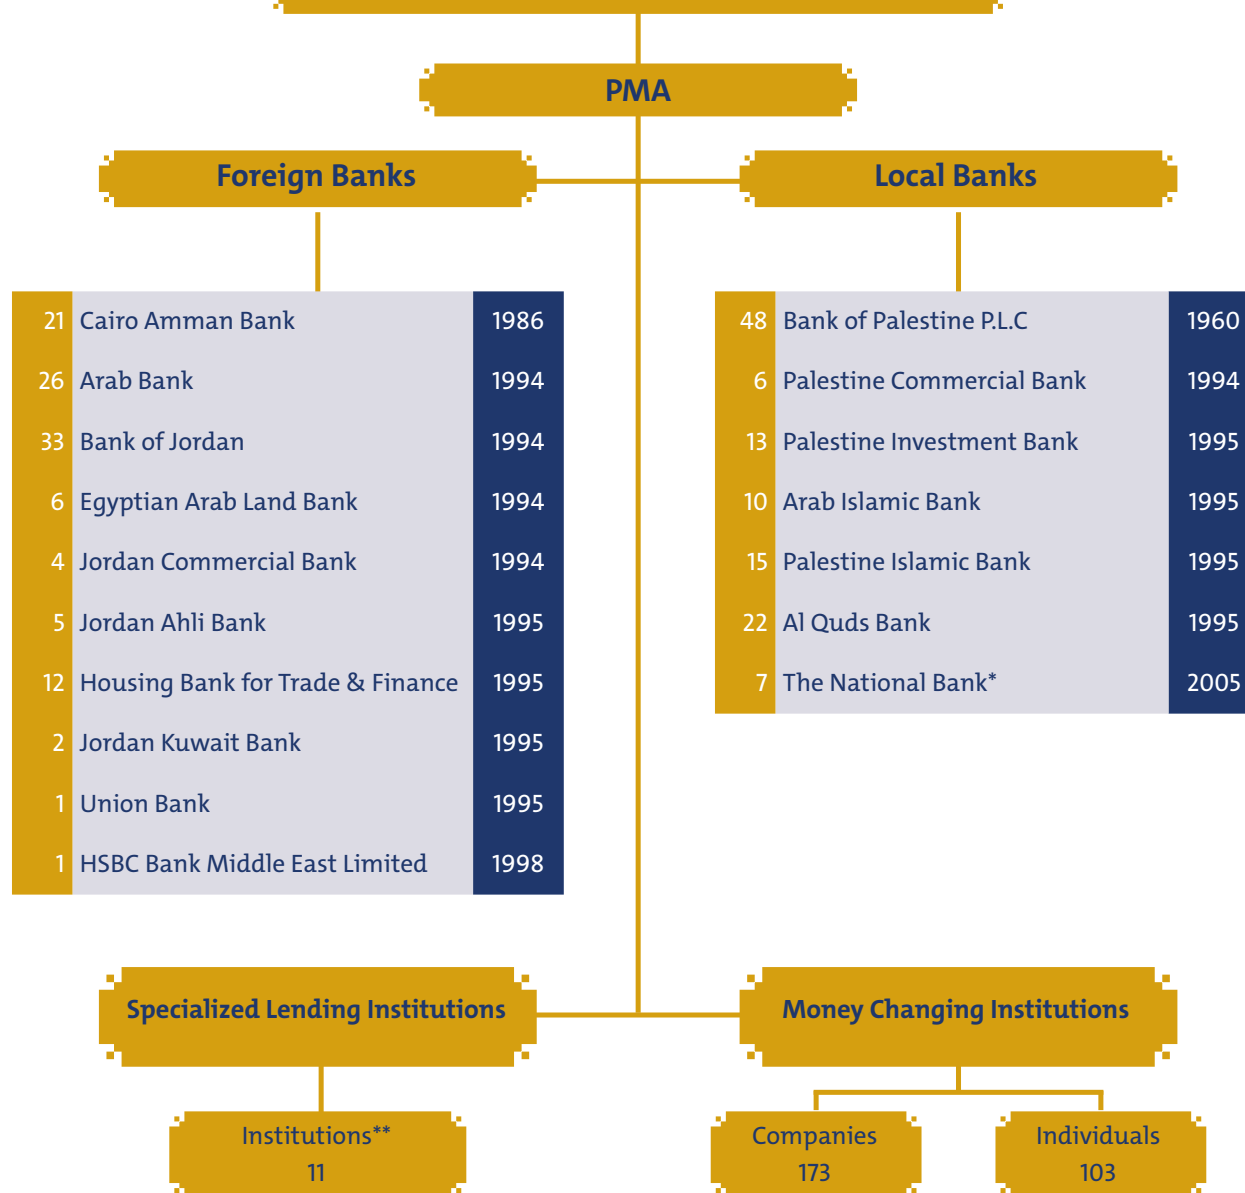 PMA
Foreign Banks
Local Banks
21 Cairo Amman Bank 1986
26 Arab Bank 1994
33 Bank of Jordan 1994
6 Egyptian Arab Land Bank 1994
4 Jordan Commercial Bank 1994
5 Jordan Ahli Bank 1995
12 Housing Bank for Trade & Finance 1995
2 Jordan Kuwait Bank 1995
1 Union Bank 1995
1 HSBC Bank Middle East Limited 1998
48 Bank of Palestine P.L.C 1960
6 Palestine Commercial Bank 1994
13 Palestine Investment Bank 1995
10 Arab Islamic Bank 1995
15 Palestine Islamic Bank 1995
22 Al Quds Bank 1995
7 The National Bank* 2005
Specialized Lending Institutions
Money Changing Institutions
Institutions**
11
Companies
173
Individuals
103